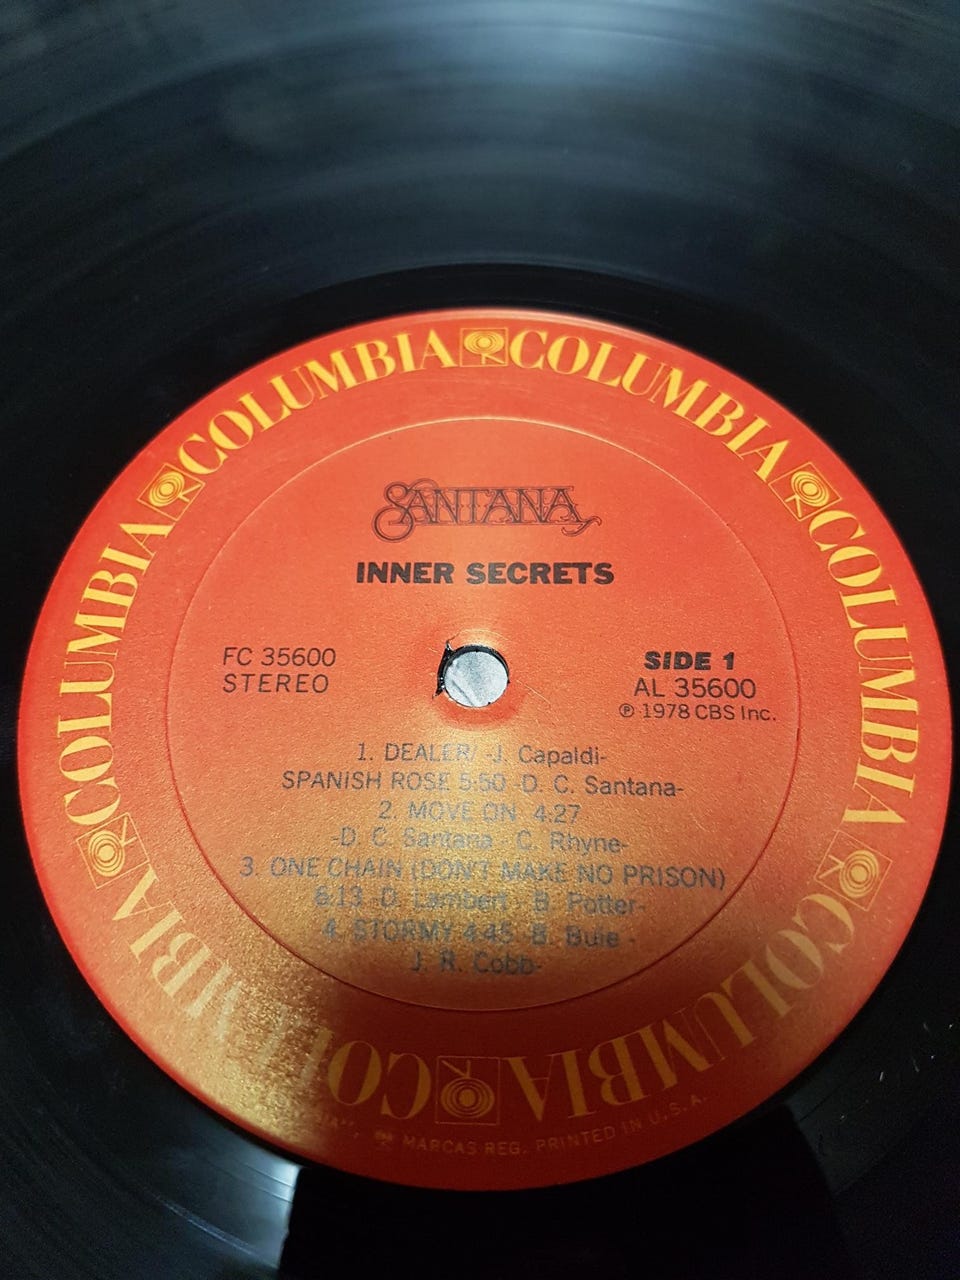 COLUMBIA COLUMBIA COLUMBIA COLUMBIA COLUMBIA COLUMBIA
SANTANA
INNER SECRETS
FC 35600
STEREO
SIDE 1
AL 35600
℗ 1978 CBS Inc.
1. DEALER/ -J. Capaldi-
SPANISH ROSE 5:50 -D. C. Santana-
2. MOVE ON 4:27
-D. C. Santana - C. Rhyne-
3. ONE CHAIN (DON'T MAKE NO PRISON)
6:13 -D. Lambert - B. Potter-
4. STORMY 4:45 -B. Buie -
J. R. Cobb-
MARCAS REG. PRINTED IN U.S.A.